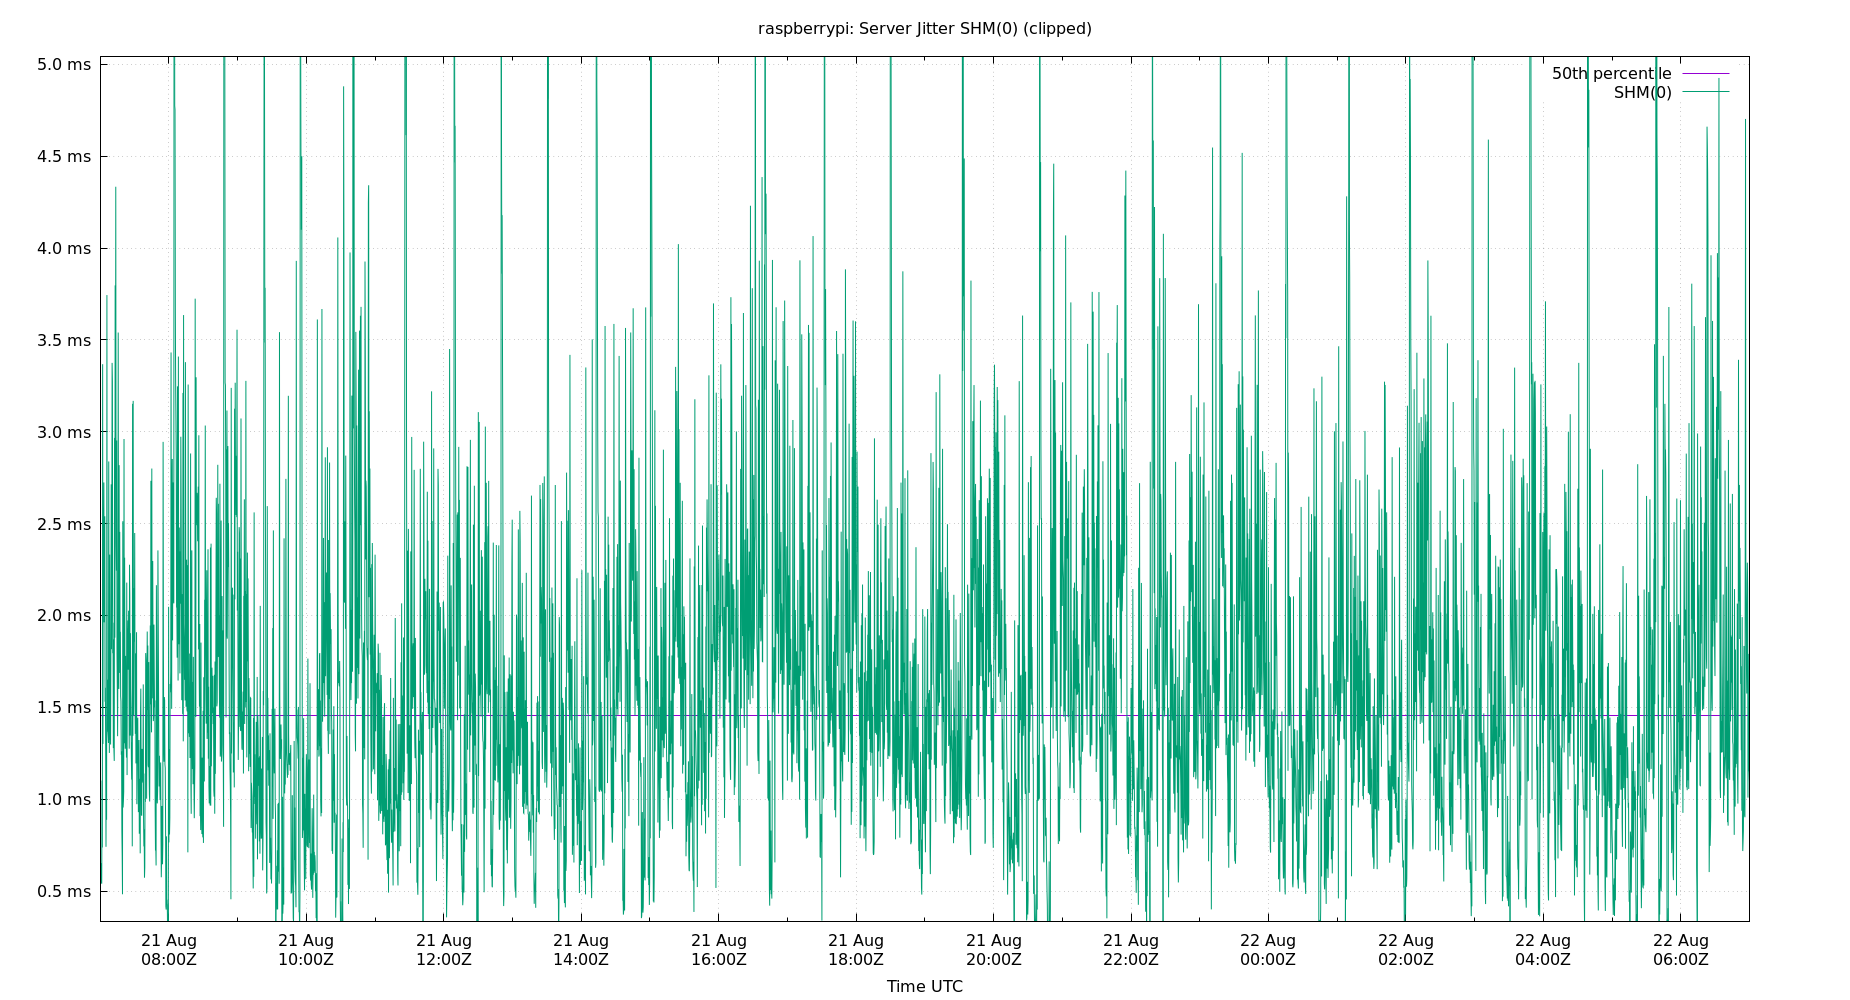 raspberrypi: Server Jitter SHM(0) (clipped)
5.0 ms
4.5 ms
4.0 ms
3.5 ms
3.0 ms
2.5 ms
2.0 ms
1.5 ms
1.0 ms
0.5 ms
50th percentile
SHM(0)
21 Aug 21 Aug 21 Aug 21 Aug 21 Aug 21 Aug 21 Aug 21 Aug 22 Aug 22 Aug 22 Aug 22 Aug
08:00Z 10:00Z 12:00Z 14:00Z 16:00Z 18:00Z 20:00Z 22:00Z 00:00Z 02:00Z 04:00Z 06:00Z
Time UTC